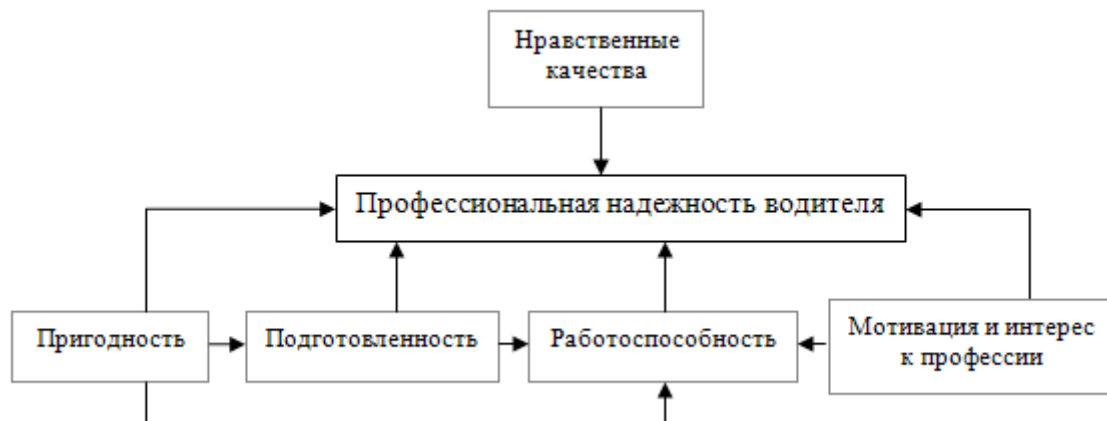 Нравственные
качества
Профессиональная надежность водителя
Пригодность
Подготовленность
Работоспособность
Мотивация и интерес
к профессии